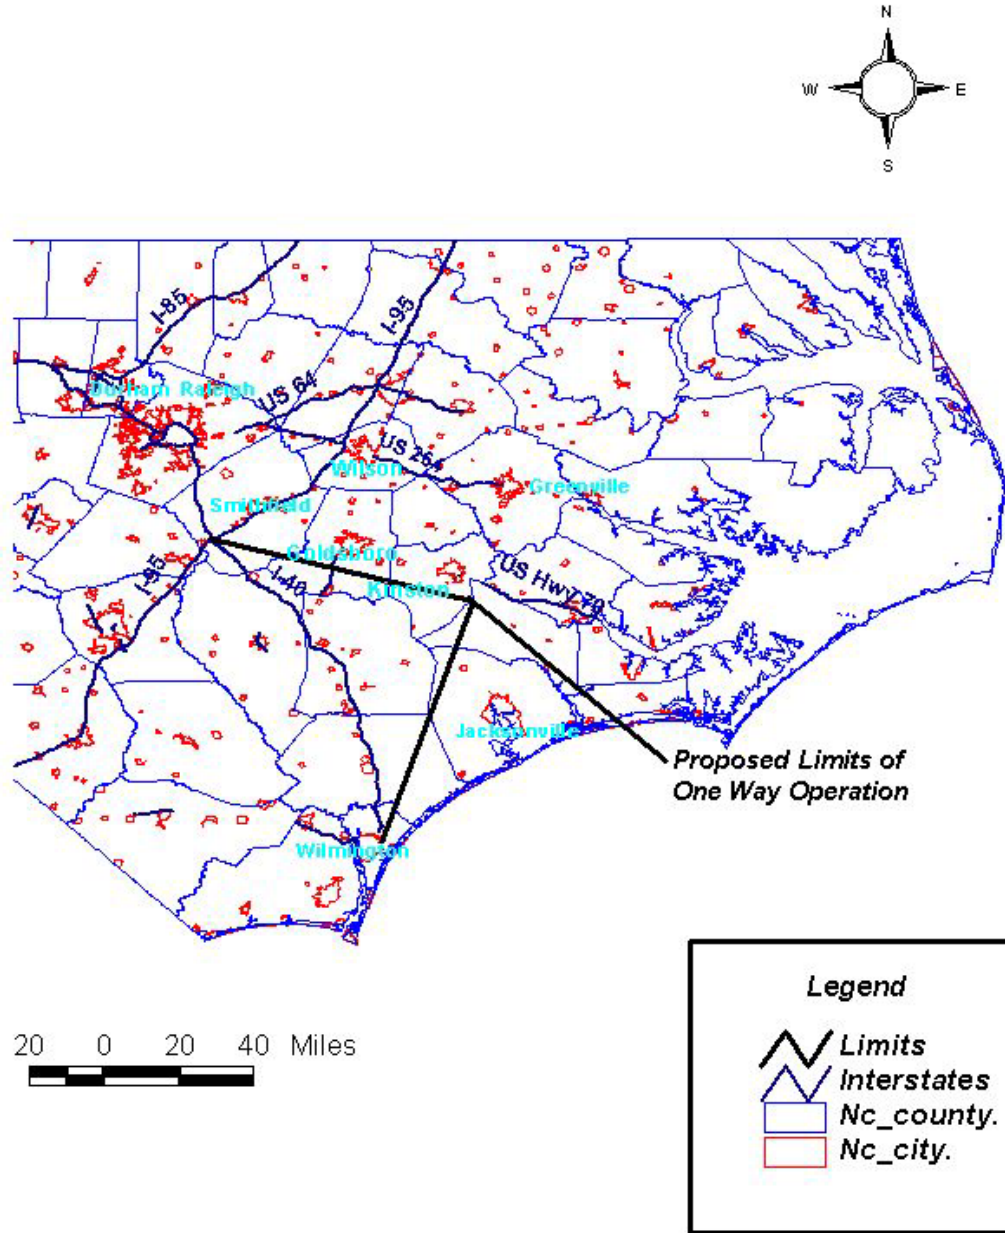 N
W E
S
I-85
I-95
Durham Raleigh
US 64
US 264
Wilson
Greenville
Smithfield
Goldsboro
I-95
I-40
Kinston
US Hwy 70
Jacksonville
Proposed Limits of
One Way Operation
Wilmington
Legend
20 0 20 40 Miles
Limits
Interstates
Nc_county.
Nc_city.